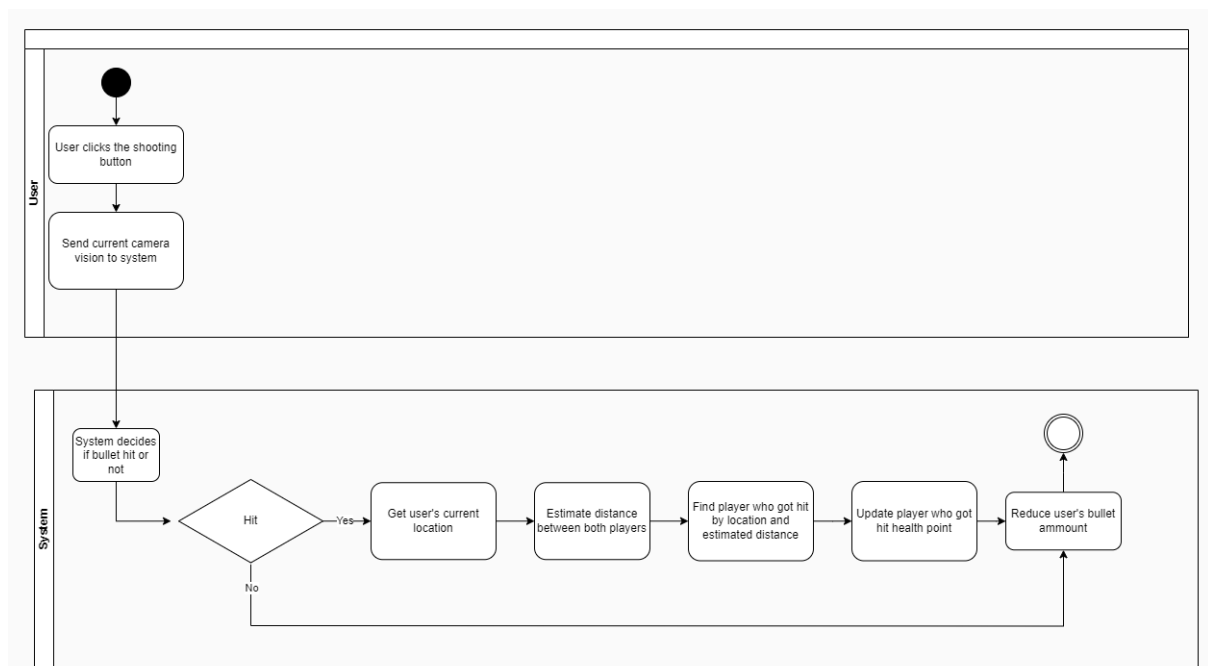 User
User clicks the shooting
button
Send current camera
vision to system
System
System decides
if bullet hit or
not
Hit
Yes
No
Get user's current
location
Estimate distance
between both players
Find player who got hit
by location and
estimated distance
Update player who got
hit health point
Reduce user's bullet
ammount